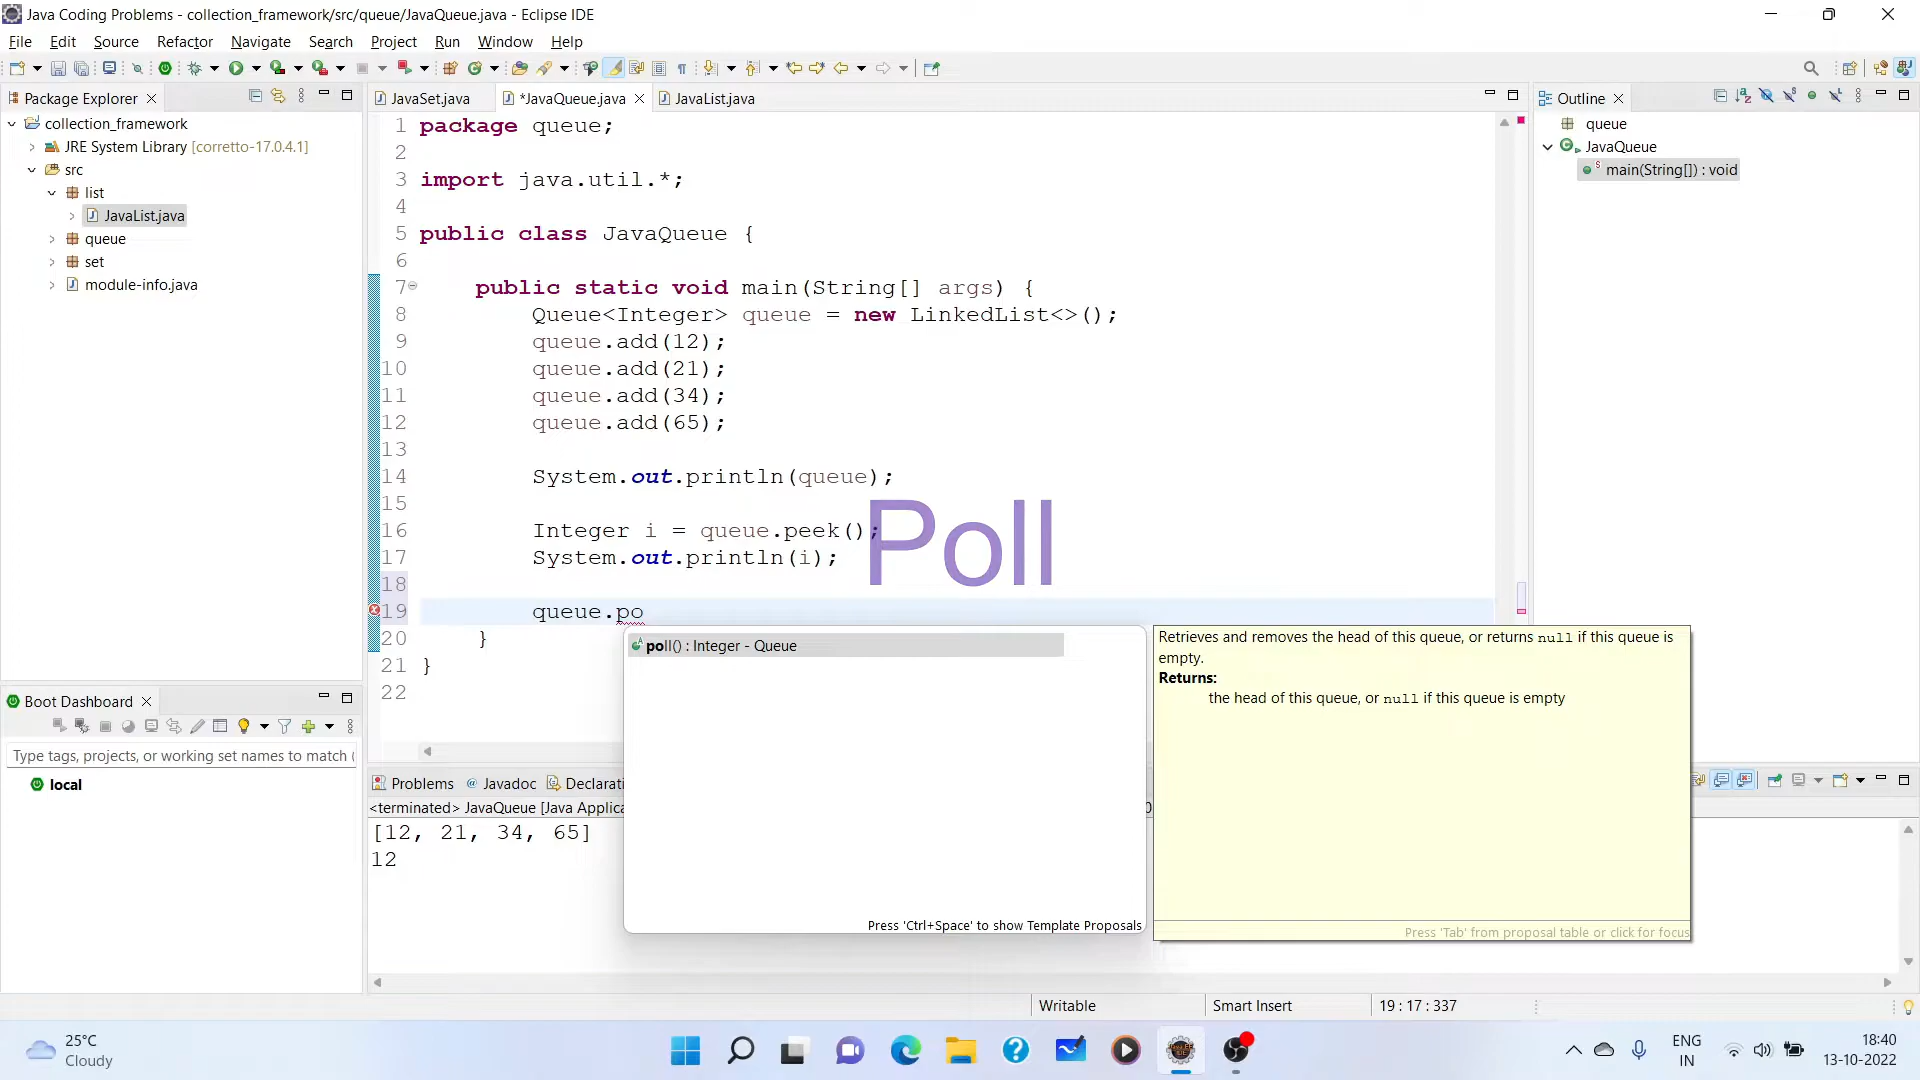 Java Coding Problems - collection_framework/src/queue/JavaQueue.java - Eclipse IDE
File Edit Source Refactor Navigate Search Project Run Window Help
Package Explorer
collection_framework
JRE System Library [corretto-17.0.4.1]
src
list
JavaList.java
queue
set
module-info.java
Boot Dashboard
Type tags, projects, or working set names to match (
local
JavaSet.java *JavaQueue.java JavaList.java
1 package queue;
2
3 import java.util.*;
4
5 public class JavaQueue {
6
7 public static void main(String[] args) {
8 Queue<Integer> queue = new LinkedList<>();
9 queue.add(12);
10 queue.add(21);
11 queue.add(34);
12 queue.add(65);
13
14 System.out.println(queue);
15
16 Integer i = queue.peek();
17 System.out.println(i);
18
19 queue.po
20 }
21 }
22
Poll
poll() : Integer - Queue
Press 'Ctrl+Space' to show Template Proposals
Retrieves and removes the head of this queue, or returns null if this queue is
empty.
Returns:
the head of this queue, or null if this queue is empty
Press 'Tab' from proposal table or click for focus
Outline
queue
JavaQueue
main(String[]) : void
Problems @ Javadoc Declarati
<terminated> JavaQueue [Java Applica
[12, 21, 34, 65]
12
Writable Smart Insert 19 : 17 : 337
25°C
Cloudy
ENG
IN
18:40
13-10-2022